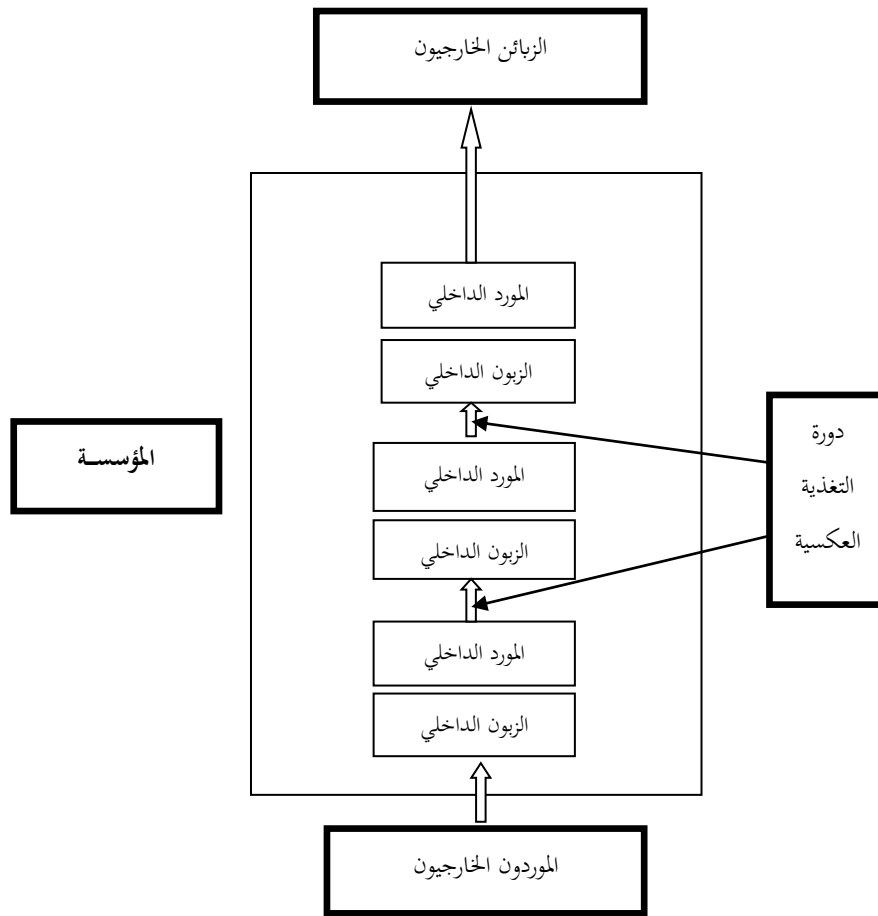 الزبائن الخارجيون
المورد الداخلي
الزبون الداخلي
المؤسســة
دورة
التغذية
العكسية
المورد الداخلي
الزبون الداخلي
المورد الداخلي
الزبون الداخلي
الموردون الخارجيون